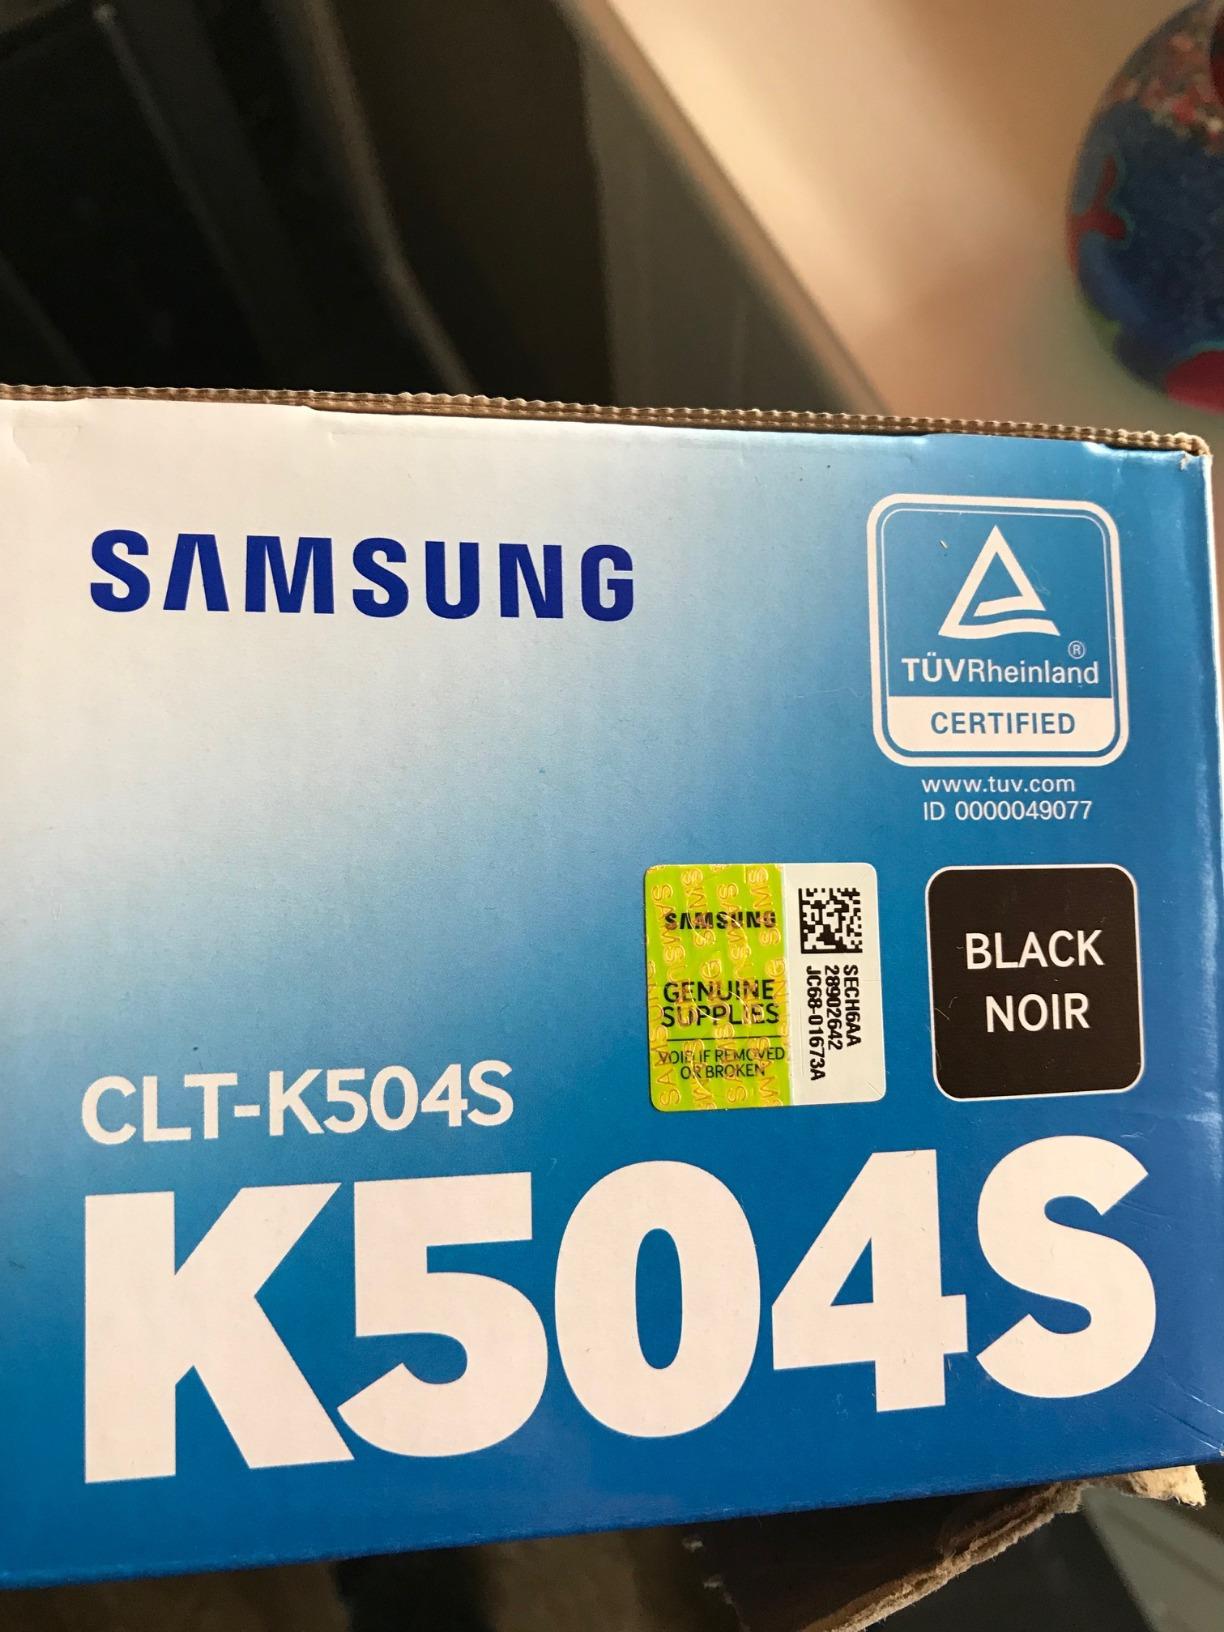 SAMSUNG
TÜVRheinland®
CERTIFIED
www.tuv.com
ID 0000049077
SAMSUNG
GENUINE
SUPPLIES
VOID IF REMOVED
OR BROKEN
SECH6AA
28902642
JC68-01673A
BLACK
NOIR
CLT-K504S
K504S